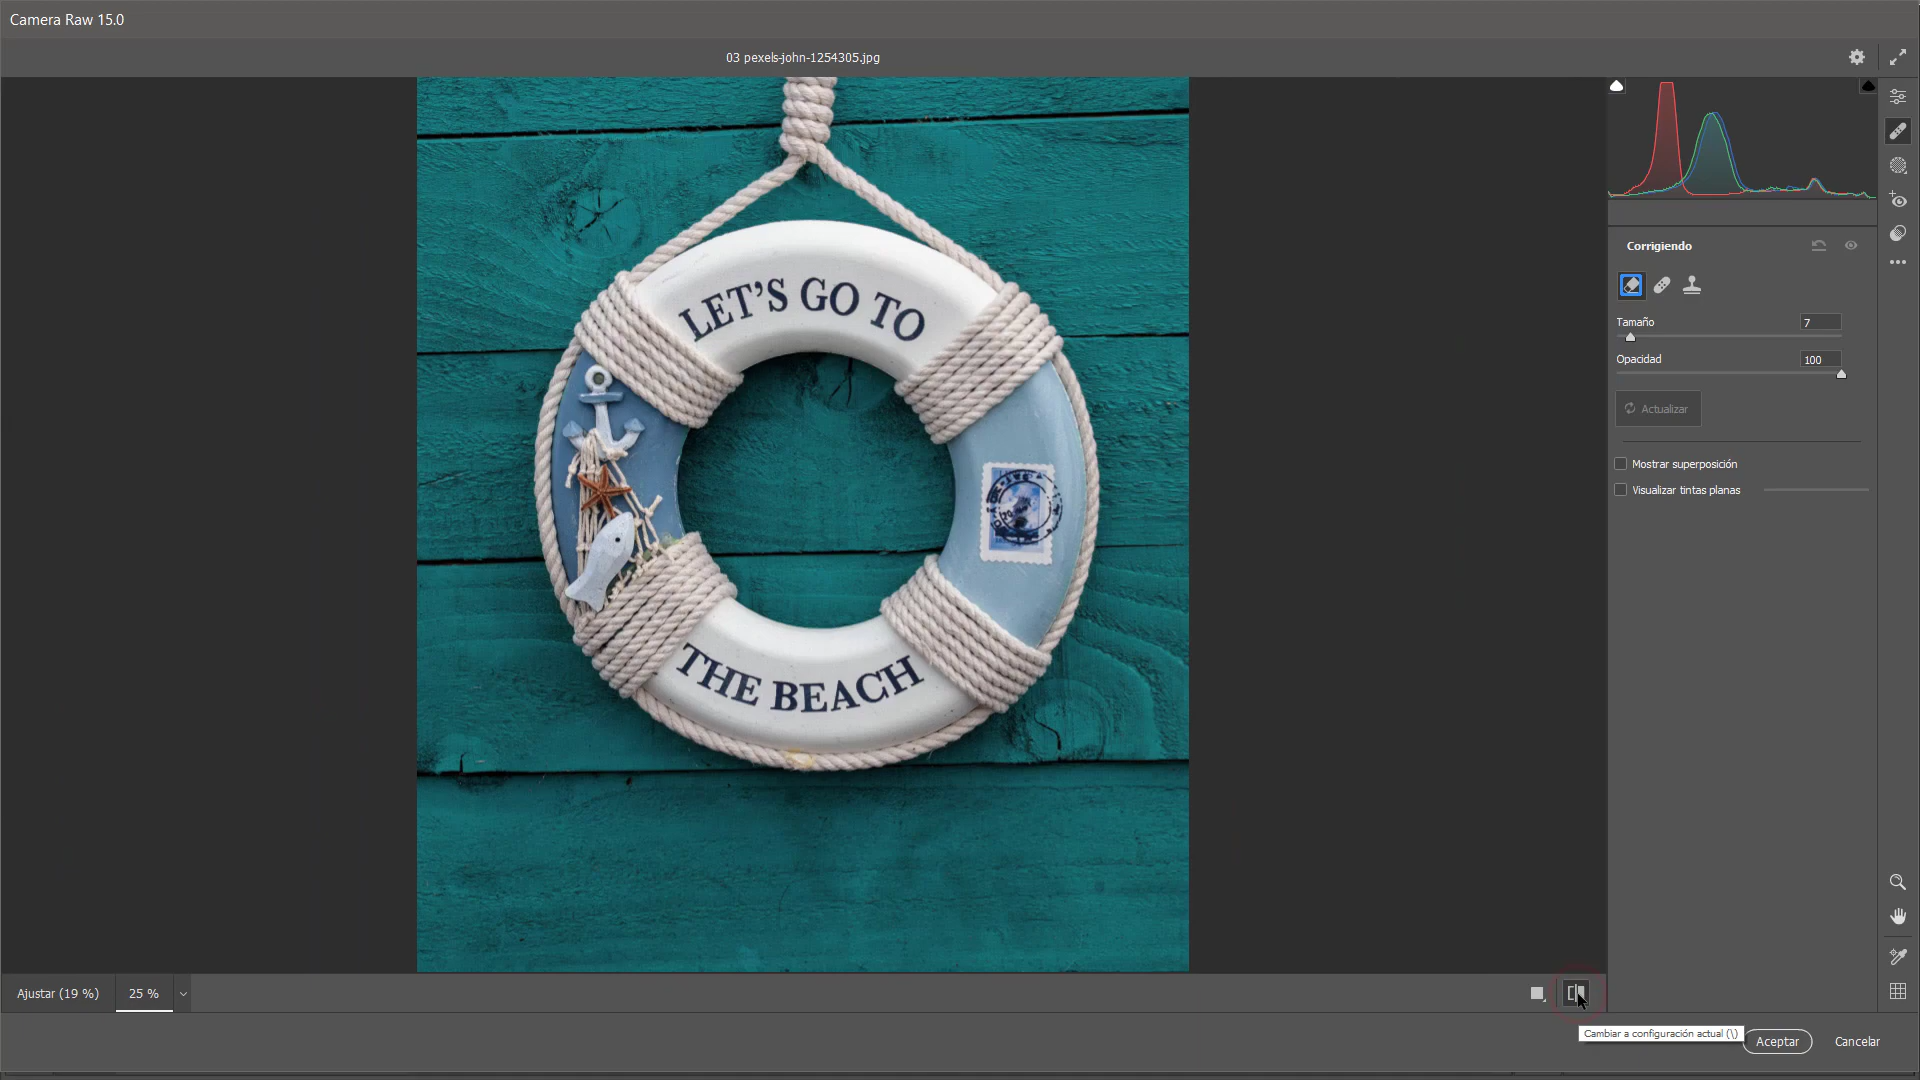 Camera Raw 15.0
03 pexels-john-1254305.jpg
LET'S GO TO
THE BEACH
Corrigiendo
Tamaño
7
Opacidad
100
Actualizar
Mostrar superposición
Visualizar tintas planas
Ajustar (19 %)
25 %
Cambiar a configuración actual (\)
Aceptar
Cancelar